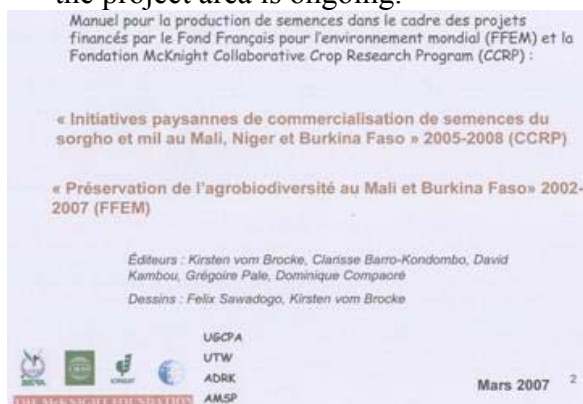 the project area is ongoing.
Manuel pour la production de semences dans le cadre des projets
financés par le Fond Français pour l'environnement mondial (FFEM) et la
Fondation McKnight Collaborative Crop Research Program (CCRP) :
« Initiatives paysannes de commercialisation de semences du
sorgho et mil au Mali, Niger et Burkina Faso » 2005-2008 (CCRP)
« Préservation de l'agrobiodiversité au Mali et Burkina Faso» 2002-
2007 (FFEM)
Éditeurs : Kirsten vom Brocke, Clarisse Barro-Kondombo, David
Kambou, Grégoire Pale, Dominique Compaoré
Dessins : Felix Sawadogo, Kirsten vom Brocke
UGCPA
UTW
ADRK
AMSP
THE McKNIGHT FOUNDATION
Mars 2007
2